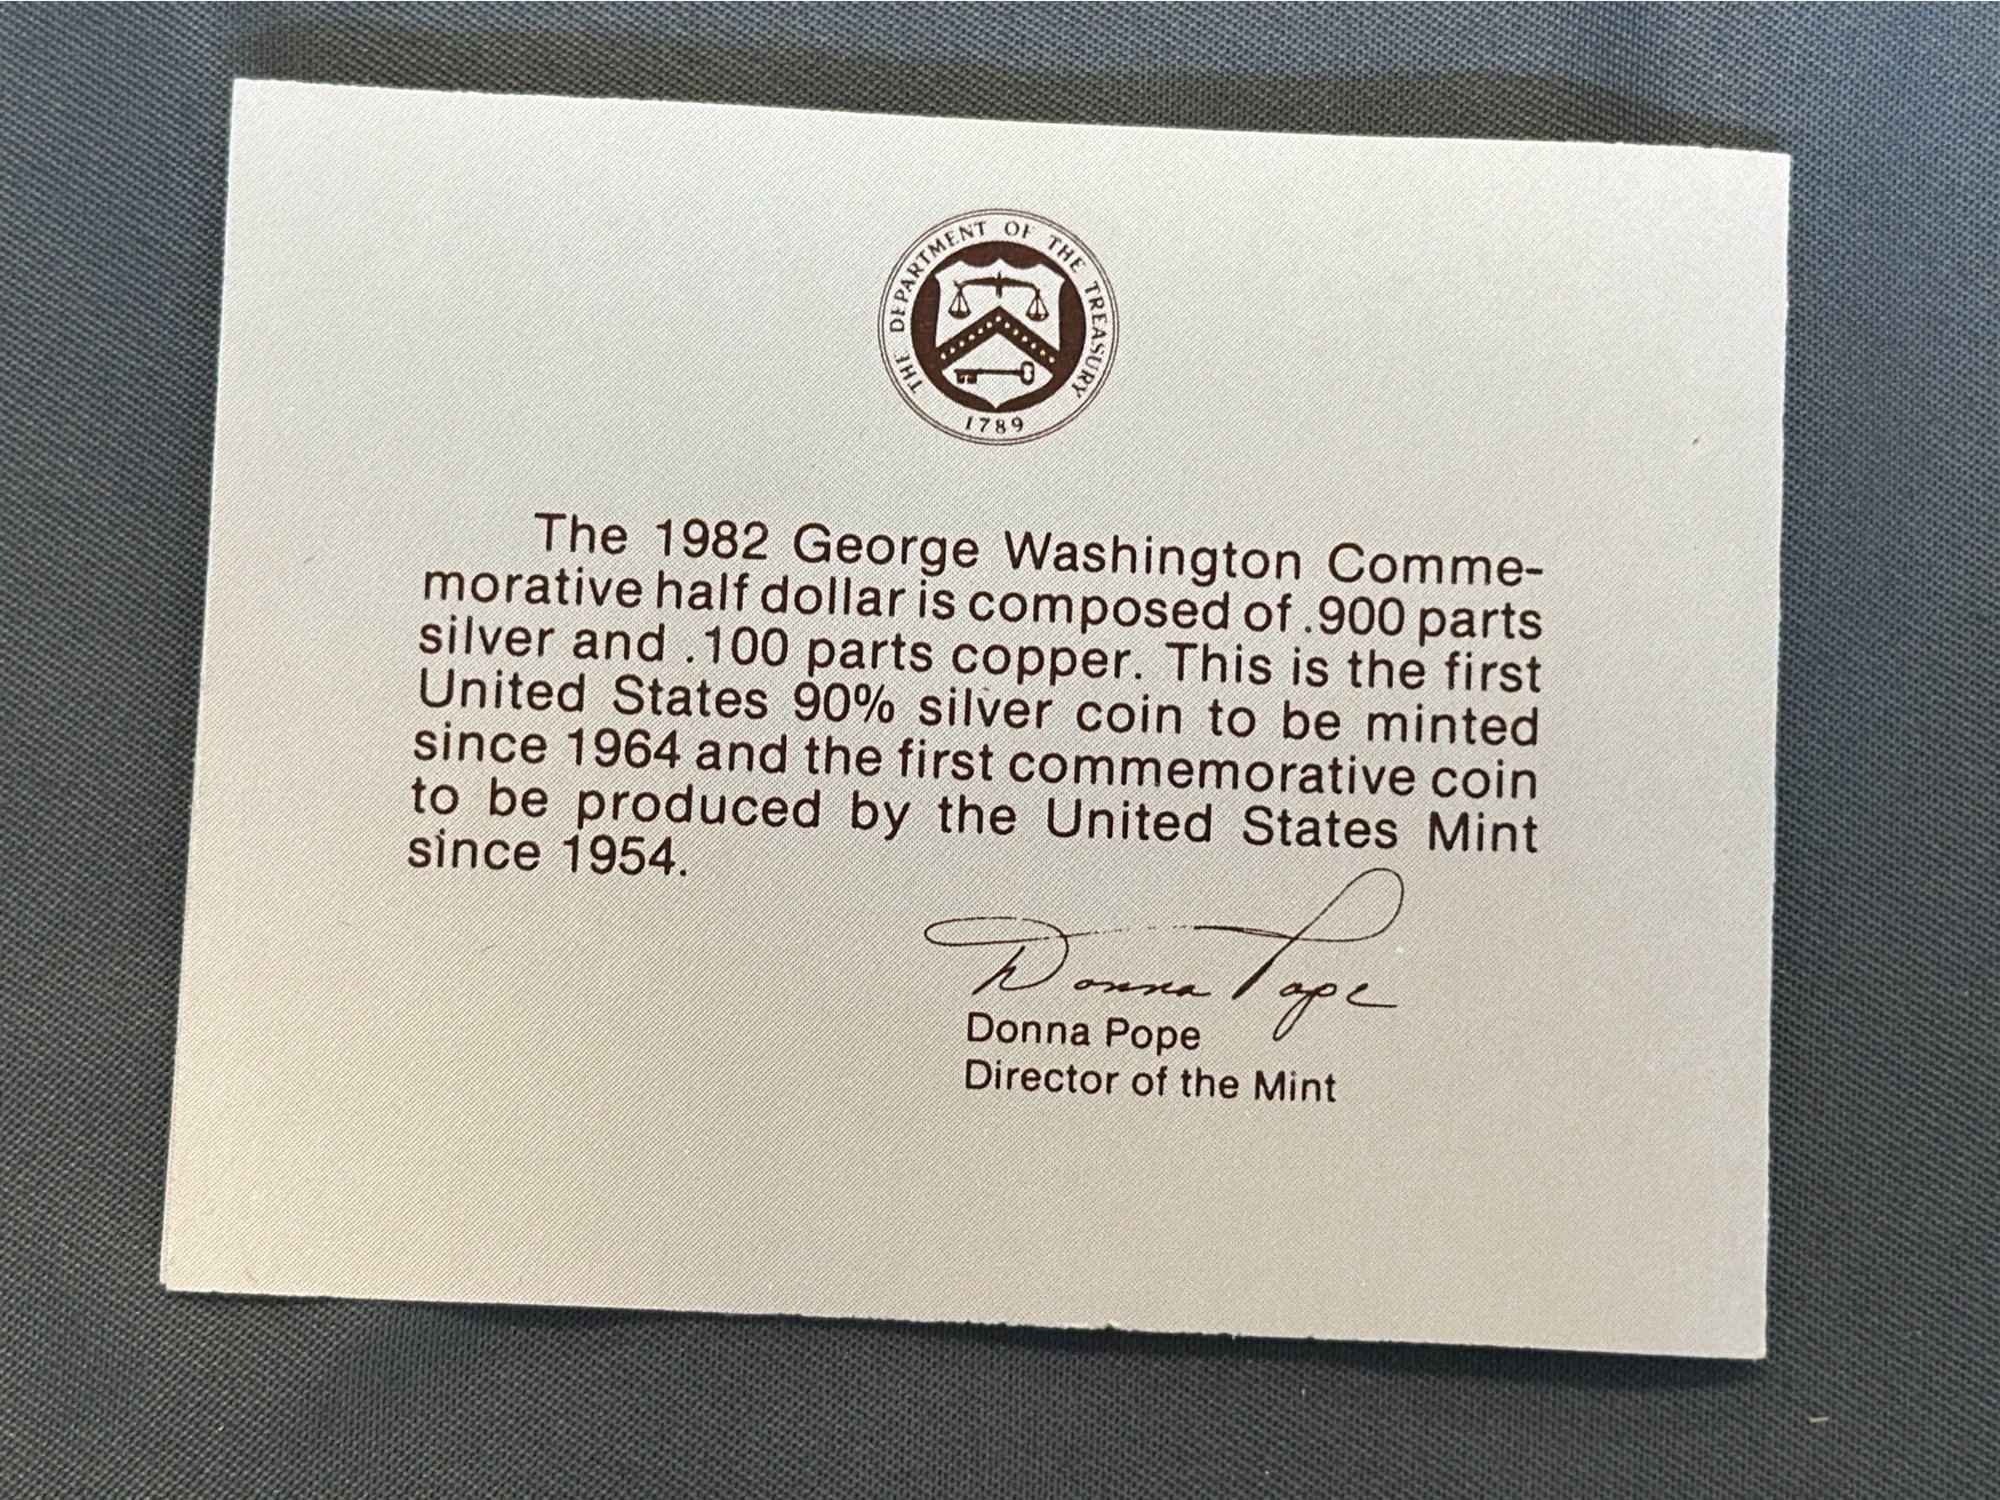 THE DEPARTMENT OF THE TREASURY
1789
The 1982 George Washington Comme-
morative half dollar is composed of .900 parts
silver and .100 parts copper. This is the first
United States 90% silver coin to be minted
since 1964 and the first commemorative coin
to be produced by the United States Mint
since 1954.
Donna Pope
Donna Pope
Director of the Mint